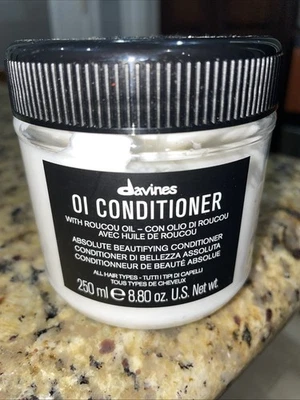 davines
OI CONDITIONER
WITH ROUCOU OIL – CON OLIO DI ROUCOU
AVEC HUILE DE ROUCOU
ABSOLUTE BEAUTIFYING CONDITIONER
CONDITIONER DI BELLEZZA ASSOLUTA
CONDITIONNEUR DE BEAUTÉ ABSOLUE
ALL HAIR TYPES - TUTTI I TIPI DI CAPELLI
TOUS TYPES DE CHEVEUX
250 ml ℮ 8.80 oz. U.S. Net wt.